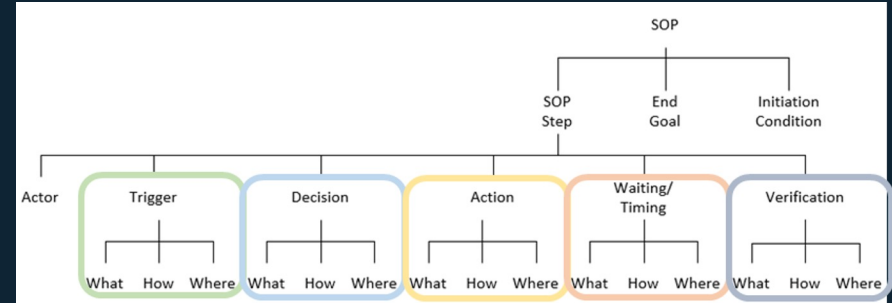 SOP
SOP
Step
End
Goal
Initiation
Condition
Actor
Trigger
Decision
Action
Waiting/
Timing
Verification
What How Where
What How Where
What How Where
What How Where
What How Where